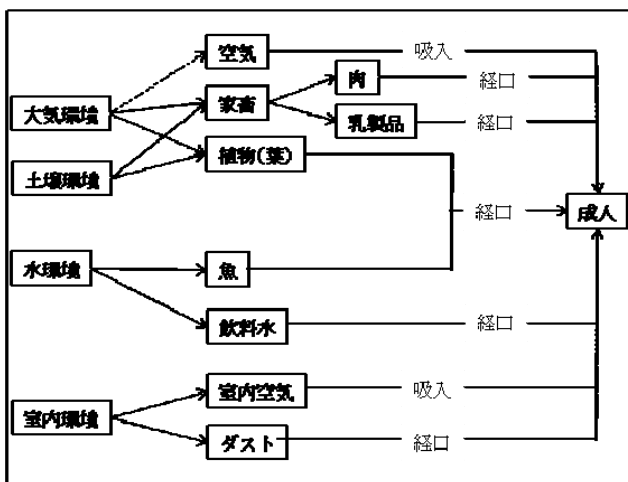 空気
吸入
肉
経口
大気環境
家畜
乳製品
経口
植物(葉)
土壌環境
経口
成人
水環境
魚
飲料水
経口
室内空気
吸入
室内環境
ダスト
経口